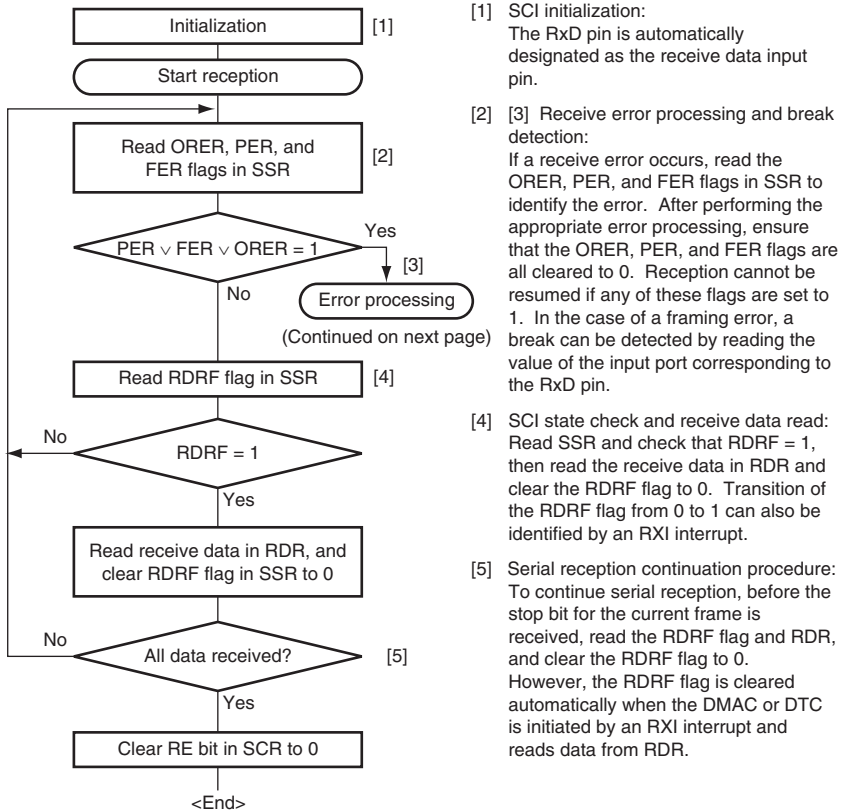 Initialization [1]
Start reception
Read ORER, PER, and
FER flags in SSR
[2]
PER ∨ FER ∨ ORER = 1
Yes
[3]
No
Error processing
(Continued on next page)
Read RDRF flag in SSR [4]
No
RDRF = 1
Yes
Read receive data in RDR, and
clear RDRF flag in SSR to 0
No
All data received? [5]
Yes
Clear RE bit in SCR to 0
<End>
[1] SCI initialization:
The RxD pin is automatically
designated as the receive data input
pin.
[2] [3] Receive error processing and break
detection:
If a receive error occurs, read the
ORER, PER, and FER flags in SSR to
identify the error. After performing the
appropriate error processing, ensure
that the ORER, PER, and FER flags are
all cleared to 0. Reception cannot be
resumed if any of these flags are set to
1. In the case of a framing error, a
break can be detected by reading the
value of the input port corresponding to
the RxD pin.
[4] SCI state check and receive data read:
Read SSR and check that RDRF = 1,
then read the receive data in RDR and
clear the RDRF flag to 0. Transition of
the RDRF flag from 0 to 1 can also be
identified by an RXI interrupt.
[5] Serial reception continuation procedure:
To continue serial reception, before the
stop bit for the current frame is
received, read the RDRF flag and RDR,
and clear the RDRF flag to 0.
However, the RDRF flag is cleared
automatically when the DMAC or DTC
is initiated by an RXI interrupt and
reads data from RDR.